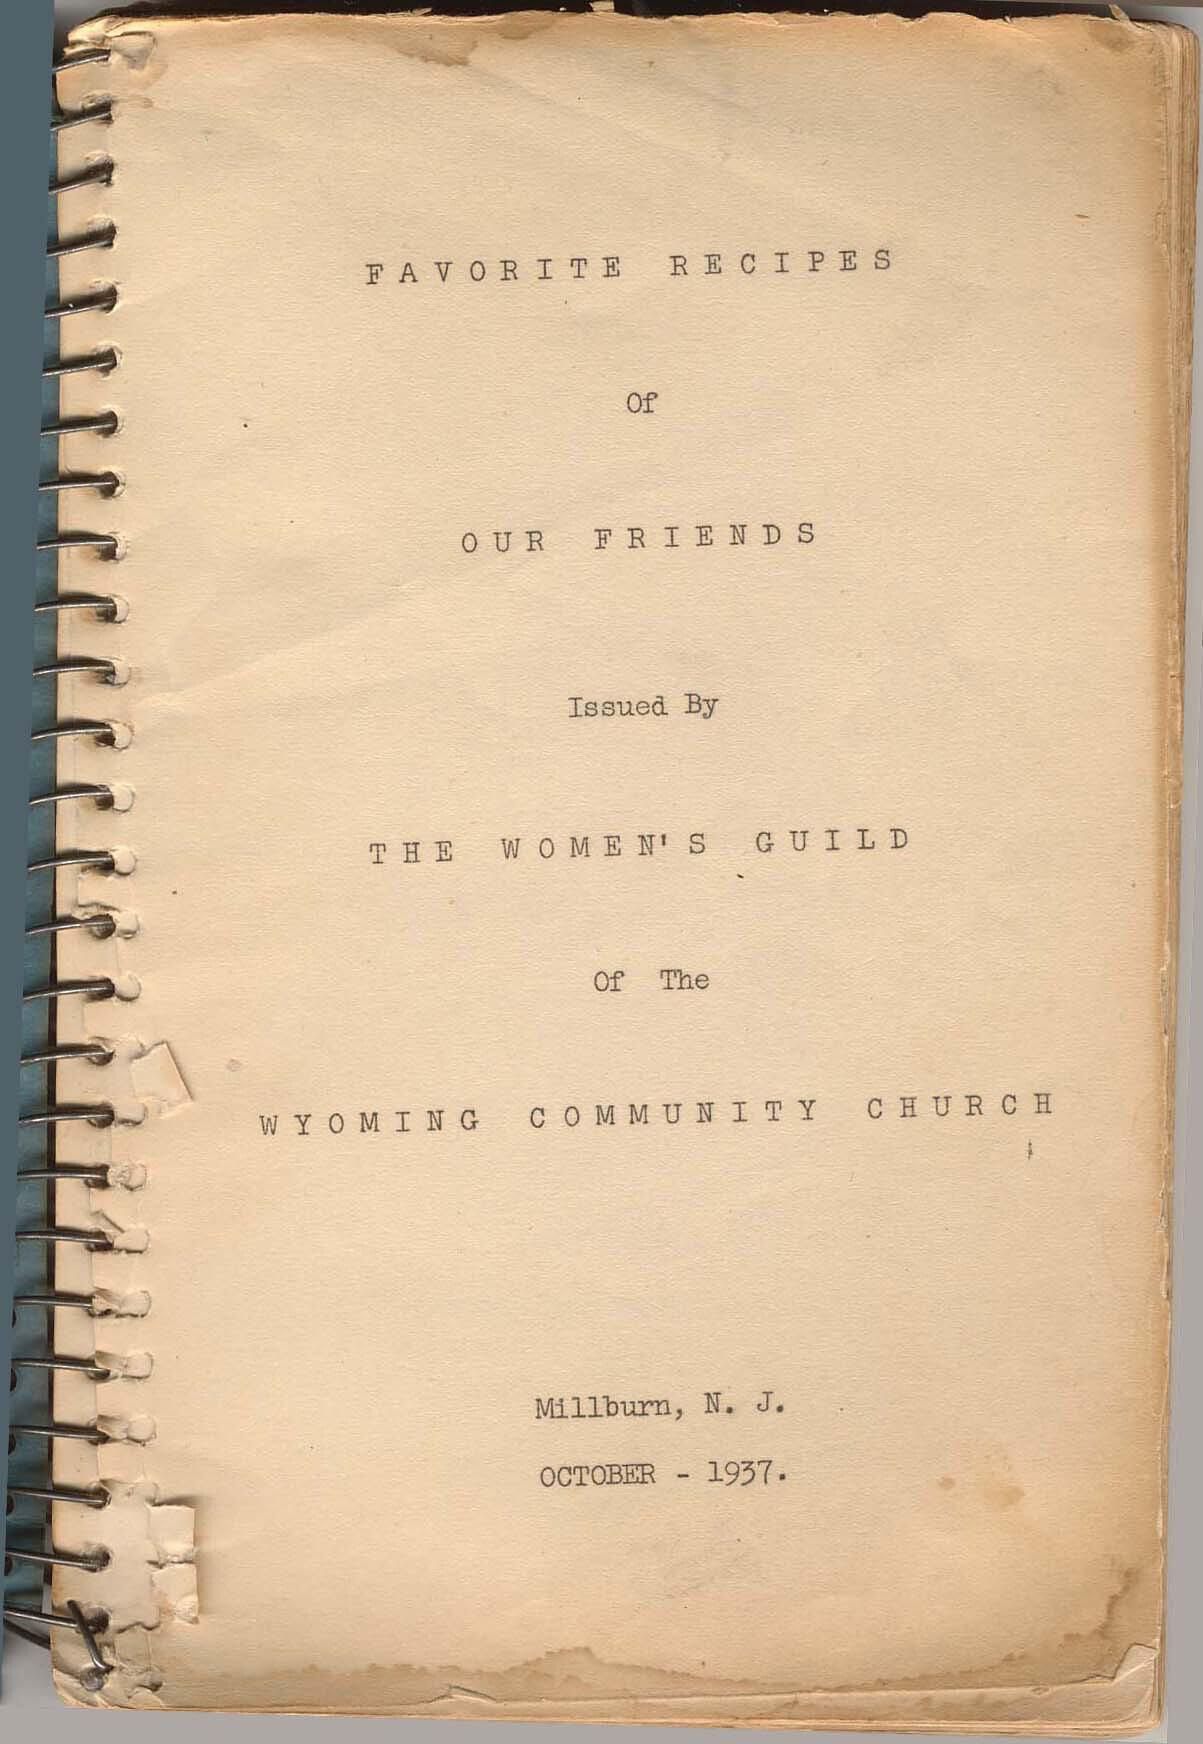 FAVORITE RECIPES
Of
OUR FRIENDS
Issued By
THE WOMEN'S GUILD
Of The
WYOMING COMMUNITY CHURCH
Millburn, N. J.
OCTOBER - 1937.